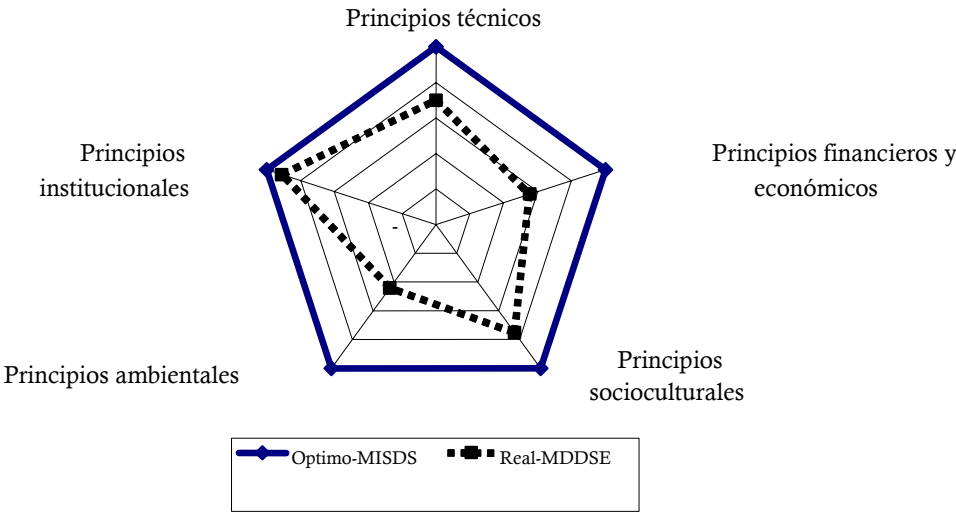 Principios técnicos
Principios
institucionales
Principios financieros y
económicos
-
Principios ambientales
Principios
socioculturales
Optimo-MISDS
Real-MDDSE